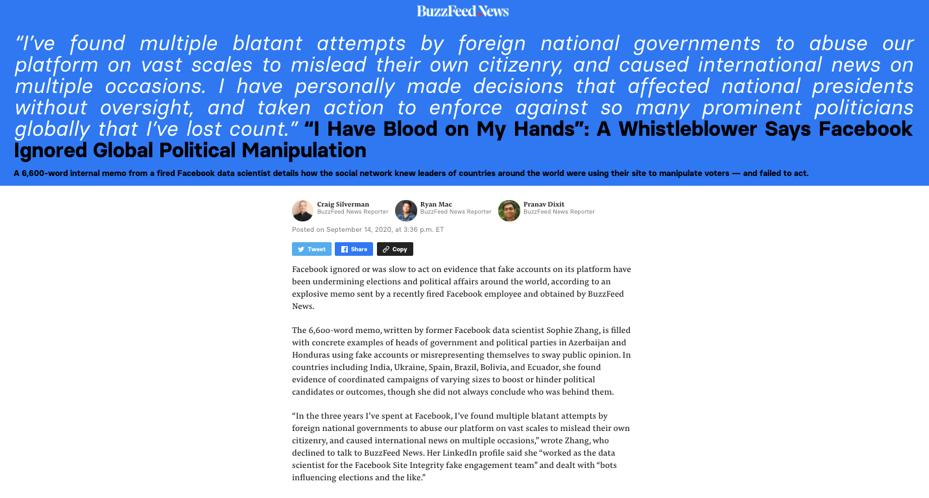 BuzzFeed News
“I’ve found multiple blatant attempts by foreign national governments to abuse our
platform on vast scales to mislead their own citizenry, and caused international news on
multiple occasions. I have personally made decisions that affected national presidents
without oversight, and taken action to enforce against so many prominent politicians
globally that I’ve lost count.” “I Have Blood on My Hands”: A Whistleblower Says Facebook
Ignored Global Political Manipulation
A 6,600-word internal memo from a fired Facebook data scientist details how the social network knew leaders of countries around the world were using their site to manipulate voters — and failed to act.
Craig Silverman
BuzzFeed News Reporter
Ryan Mac
BuzzFeed News Reporter
Pranav Dixit
BuzzFeed News Reporter
Posted on September 14, 2020, at 3:36 p.m. ET
Tweet
Share
Copy
Facebook ignored or was slow to act on evidence that fake accounts on its platform have
been undermining elections and political affairs around the world, according to an
explosive memo sent by a recently fired Facebook employee and obtained by BuzzFeed
News.
The 6,600-word memo, written by former Facebook data scientist Sophie Zhang, is filled
with concrete examples of heads of government and political parties in Azerbaijan and
Honduras using fake accounts or misrepresenting themselves to sway public opinion. In
countries including India, Ukraine, Spain, Brazil, Bolivia, and Ecuador, she found
evidence of coordinated campaigns of varying sizes to boost or hinder political
candidates or outcomes, though she did not always conclude who was behind them.
“In the three years I’ve spent at Facebook, I’ve found multiple blatant attempts by
foreign national governments to abuse our platform on vast scales to mislead their own
citizenry, and caused international news on multiple occasions,” wrote Zhang, who
declined to talk to BuzzFeed News. Her LinkedIn profile said she “worked as the data
scientist for the Facebook Site Integrity fake engagement team” and dealt with “bots
influencing elections and the like.”